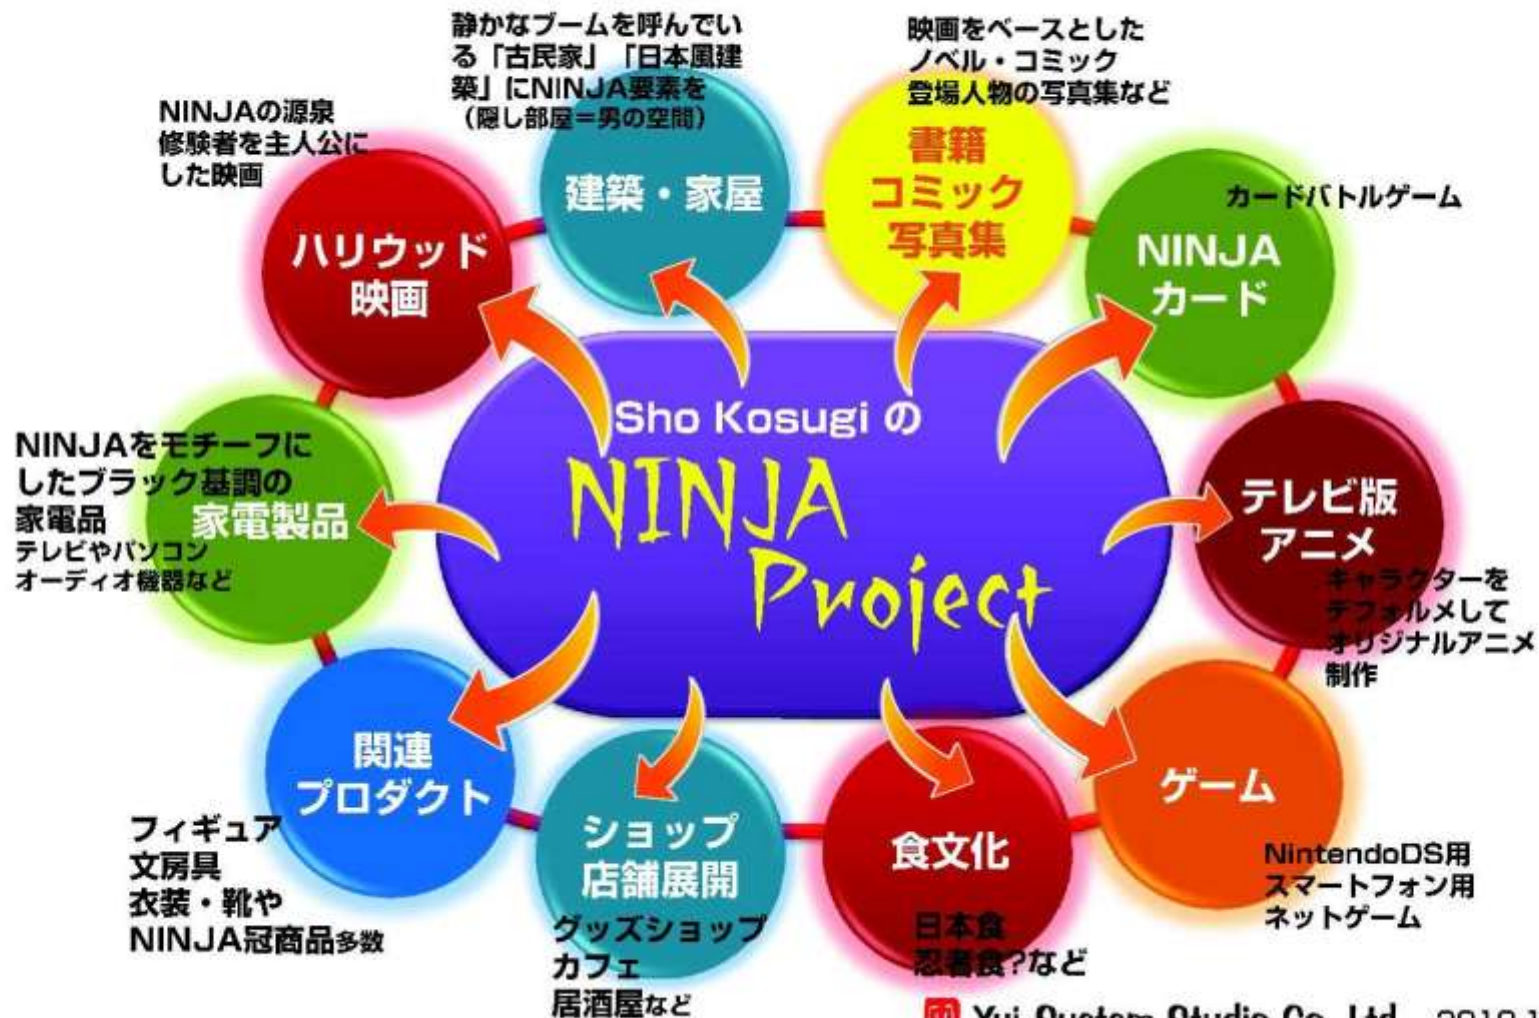 静かなブームを呼んでい
る「古民家」「日本風建
築」にNINJA要素を
（隠し部屋＝男の空間）
建築・家屋
映画をベースとした
ノベル・コミック
登場人物の写真集など
書籍
コミック
写真集
NINJAの源泉
修験者を主人公に
した映画
ハリウッド
映画
カードバトルゲーム
NINJA
カード
Sho Kosugi の
NINJA
Project
NINJAをモチーフに
したブラック基調の
家電品
テレビやパソコン
オーディオ機器など
家電製品
テレビ版
アニメ
キャラクターを
デフォルメして
オリジナルアニメ
制作
関連
プロダクト
フィギュア
文房具
衣装・靴や
NINJA冠商品多数
ショップ
店舗展開
グッズショップ
カフェ
居酒屋など
食文化
日本食
忍者食?など
ゲーム
NintendoDS用
スマートフォン用
ネットゲーム
Yui System Studio Co.,Ltd